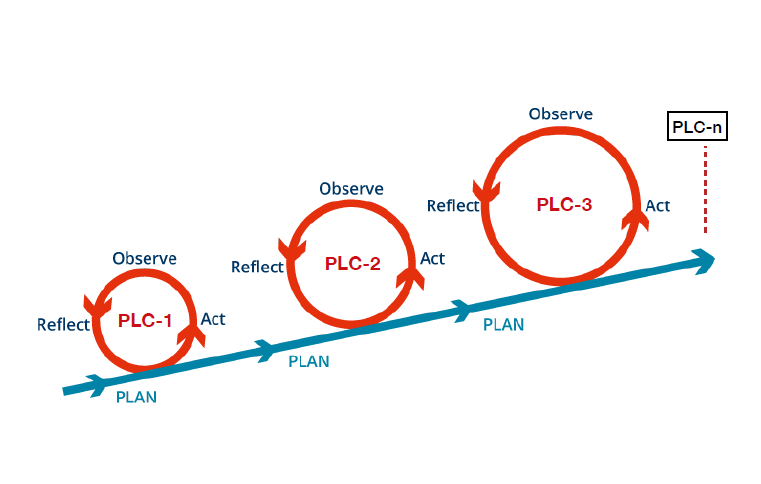 Observe
PLC-n
Observe
Reflect
PLC-3
Act
Observe
Reflect
PLC-2
Act
Reflect
PLC-1
Act
PLAN
PLAN
PLAN